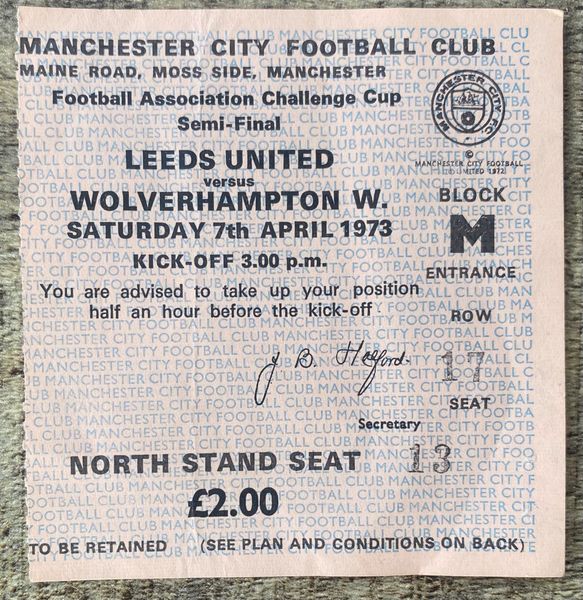 MANCHESTER CITY FOOTBALL CLUB
MAINE ROAD, MOSS SIDE, MANCHESTER
Football Association Challenge Cup
Semi-Final
LEEDS UNITED
versus
WOLVERHAMPTON W.
SATURDAY 7th APRIL 1973
KICK-OFF 3.00 p.m.
You are advised to take up your position
half an hour before the kick-off
J B. Halford.
Secretary
NORTH STAND SEAT
£2.00
TO BE RETAINED (SEE PLAN AND CONDITIONS ON BACK)
MANCHESTER CITY F.C.
©
MANCHESTER CITY FOOTBALL
LIMITED 1972
BLOCK
M
ENTRANCE
ROW
17
SEAT
13